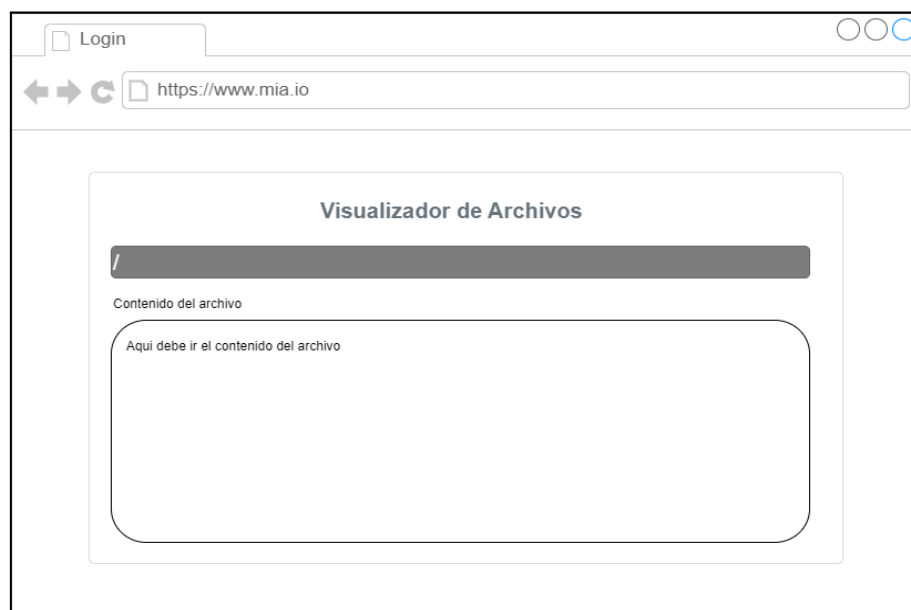 Login
https://www.mia.io
Visualizador de Archivos
/
Contenido del archivo
Aqui debe ir el contenido del archivo